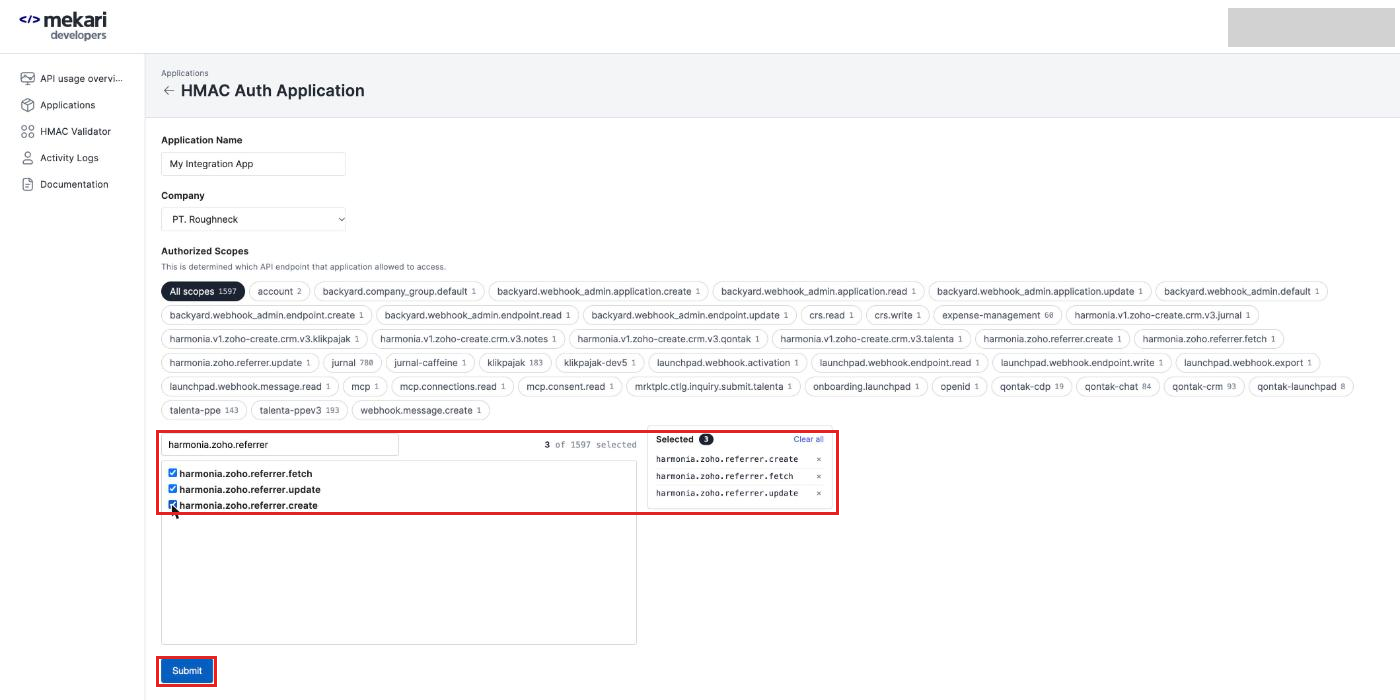 </> mekari
developers
API usage overvi...
Applications
HMAC Validator
Activity Logs
Documentation
Applications
← HMAC Auth Application
Application Name
My Integration App
Company
PT. Roughneck
Authorized Scopes
This is determined which API endpoint that application allowed to access.
All scopes 1597 account 2 backyard.company_group.default 1 backyard.webhook_admin.application.create 1 backyard.webhook_admin.application.read 1 backyard.webhook_admin.application.update 1 backyard.webhook_admin.default 1
backyard.webhook_admin.endpoint.create 1 backyard.webhook_admin.endpoint.read 1 backyard.webhook_admin.endpoint.update 1 crs.read 1 crs.write 1 expense-management 60 harmonia.v1.zoho-create.crm.v3.jurnal 1
harmonia.v1.zoho-create.crm.v3.klikpajak 1 harmonia.v1.zoho-create.crm.v3.notes 1 harmonia.v1.zoho-create.crm.v3.qontak 1 harmonia.v1.zoho-create.crm.v3.talenta 1 harmonia.zoho.referrer.create 1 harmonia.zoho.referrer.fetch 1
harmonia.zoho.referrer.update 1 jurnal 780 jurnal-caffeine 1 klikpajak 183 klikpajak-dev5 1 launchpad.webhook.activation 1 launchpad.webhook.endpoint.read 1 launchpad.webhook.endpoint.write 1 launchpad.webhook.export 1
launchpad.webhook.message.read 1 mcp 1 mcp.connections.read 1 mcp.consent.read 1 mrktplc.ctlg.inquiry.submit.talenta 1 onboarding.launchpad 1 openid 1 qontak-cdp 19 qontak-chat 84 qontak-crm 93 qontak-launchpad 8
talenta-ppe 143 talenta-ppev3 193 webhook.message.create 1
harmonia.zoho.referrer
3 of 1597 selected
harmonia.zoho.referrer.fetch
harmonia.zoho.referrer.update
harmonia.zoho.referrer.create
Selected 3 Clear all
harmonia.zoho.referrer.create ×
harmonia.zoho.referrer.fetch ×
harmonia.zoho.referrer.update ×
Submit